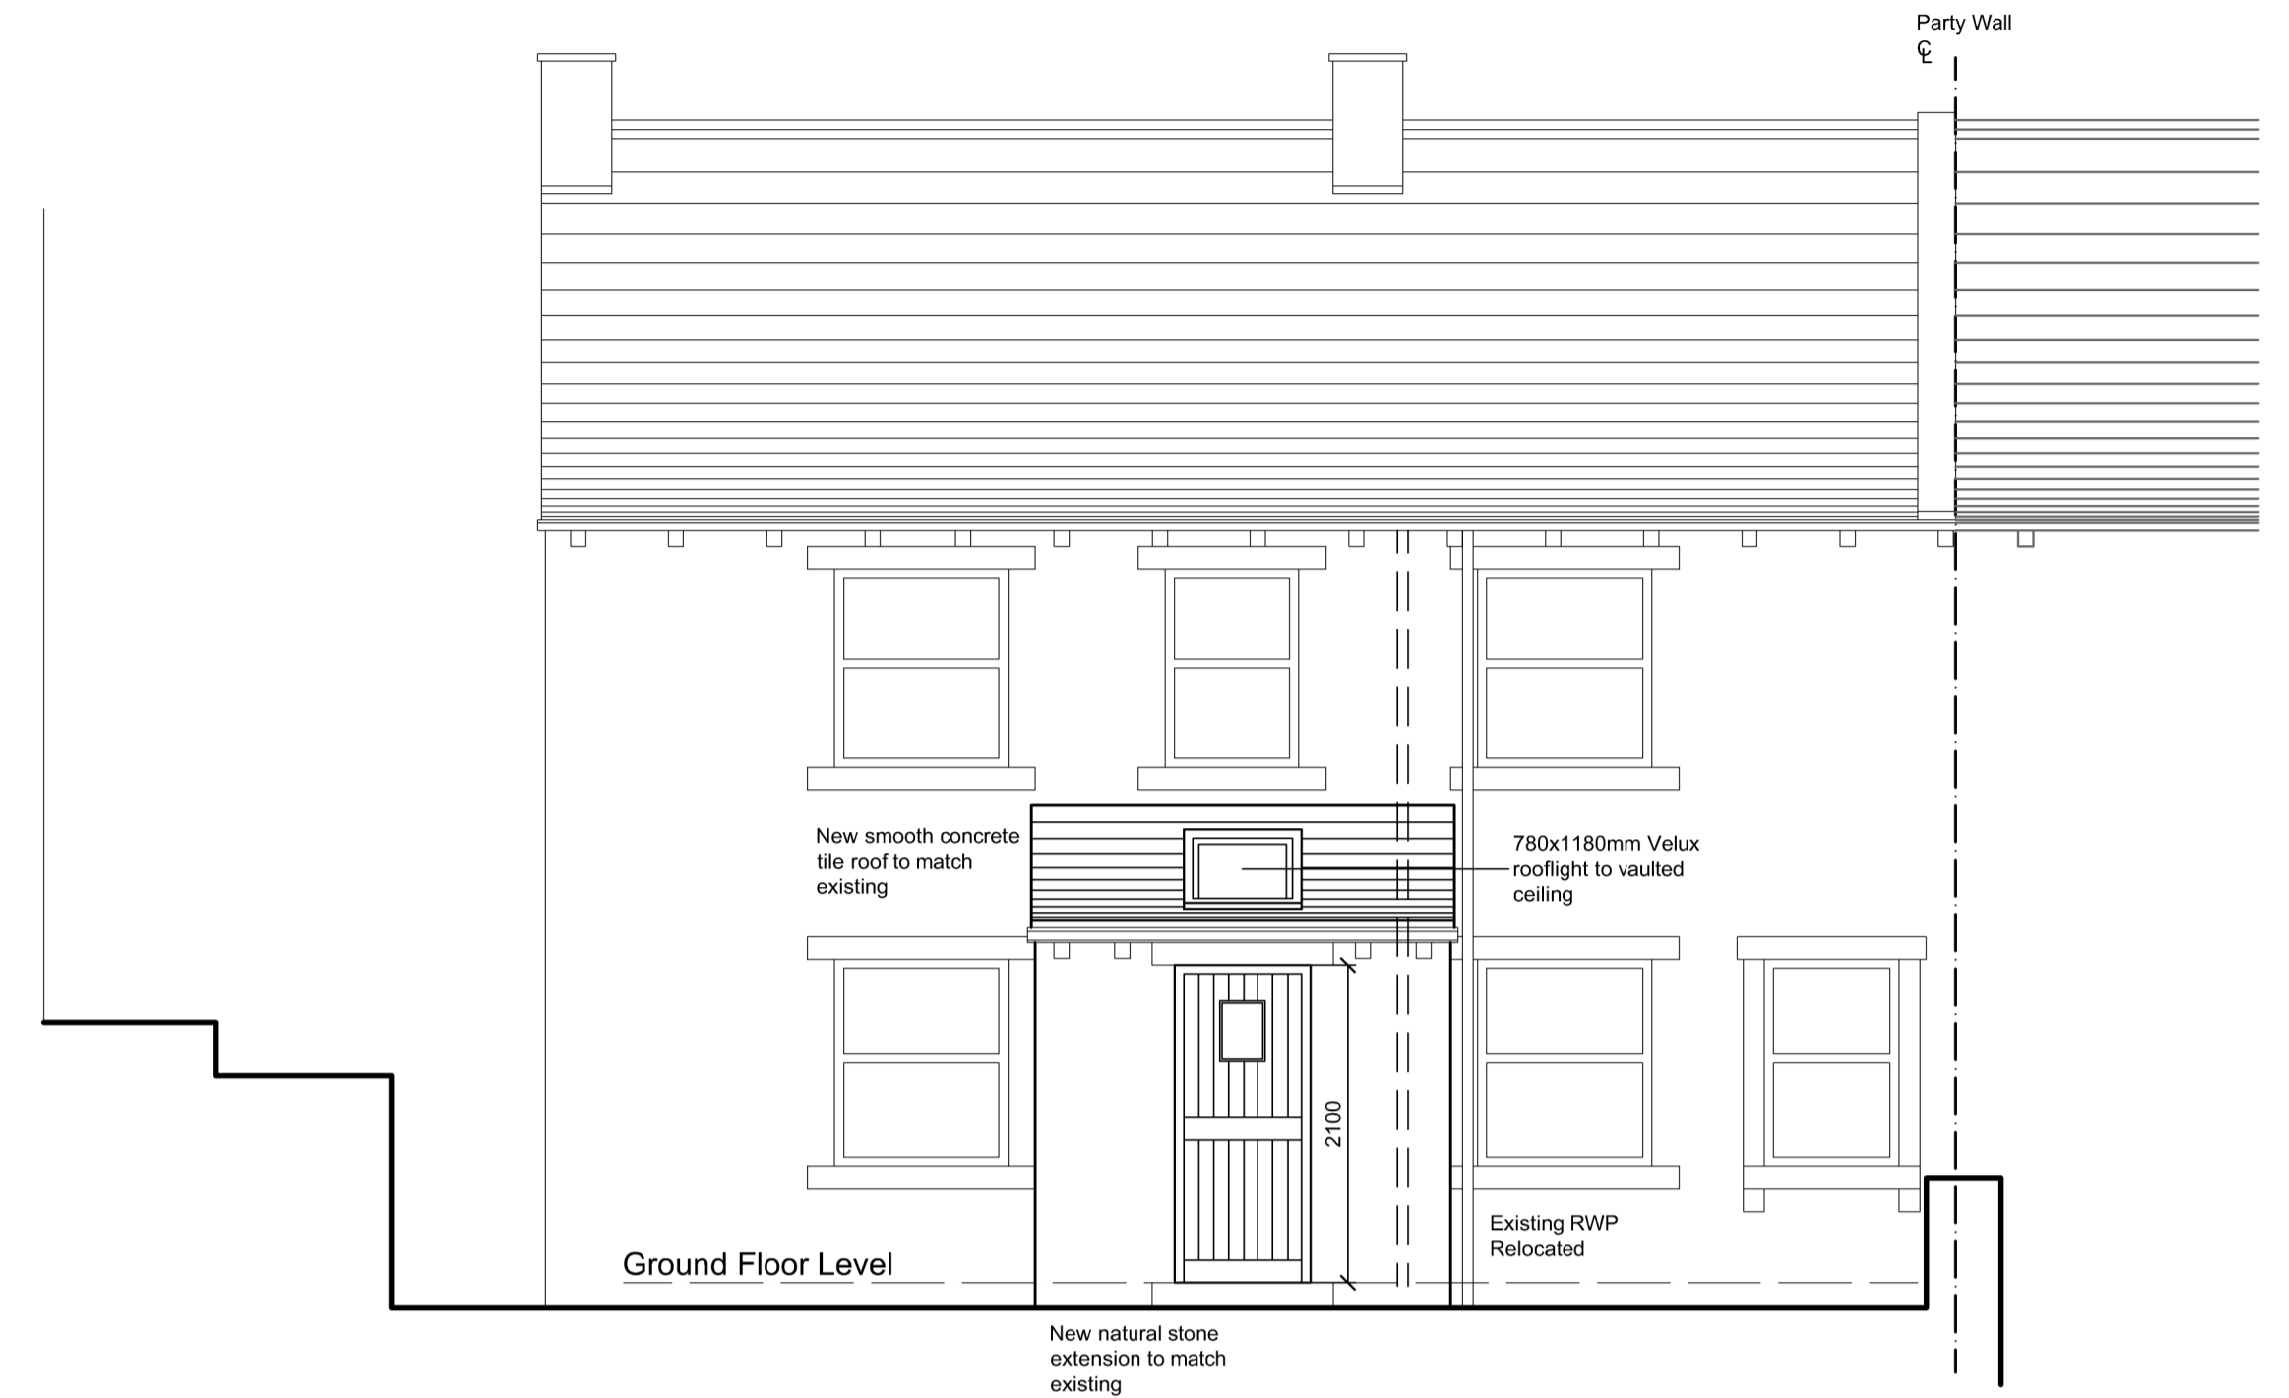 Party Wall
℄
New smooth concrete
tile roof to match
existing
780x1180mm Velux
rooflight to vaulted
ceiling
2100
Existing RWP
Relocated
Ground Floor Level
New natural stone
extension to match
existing